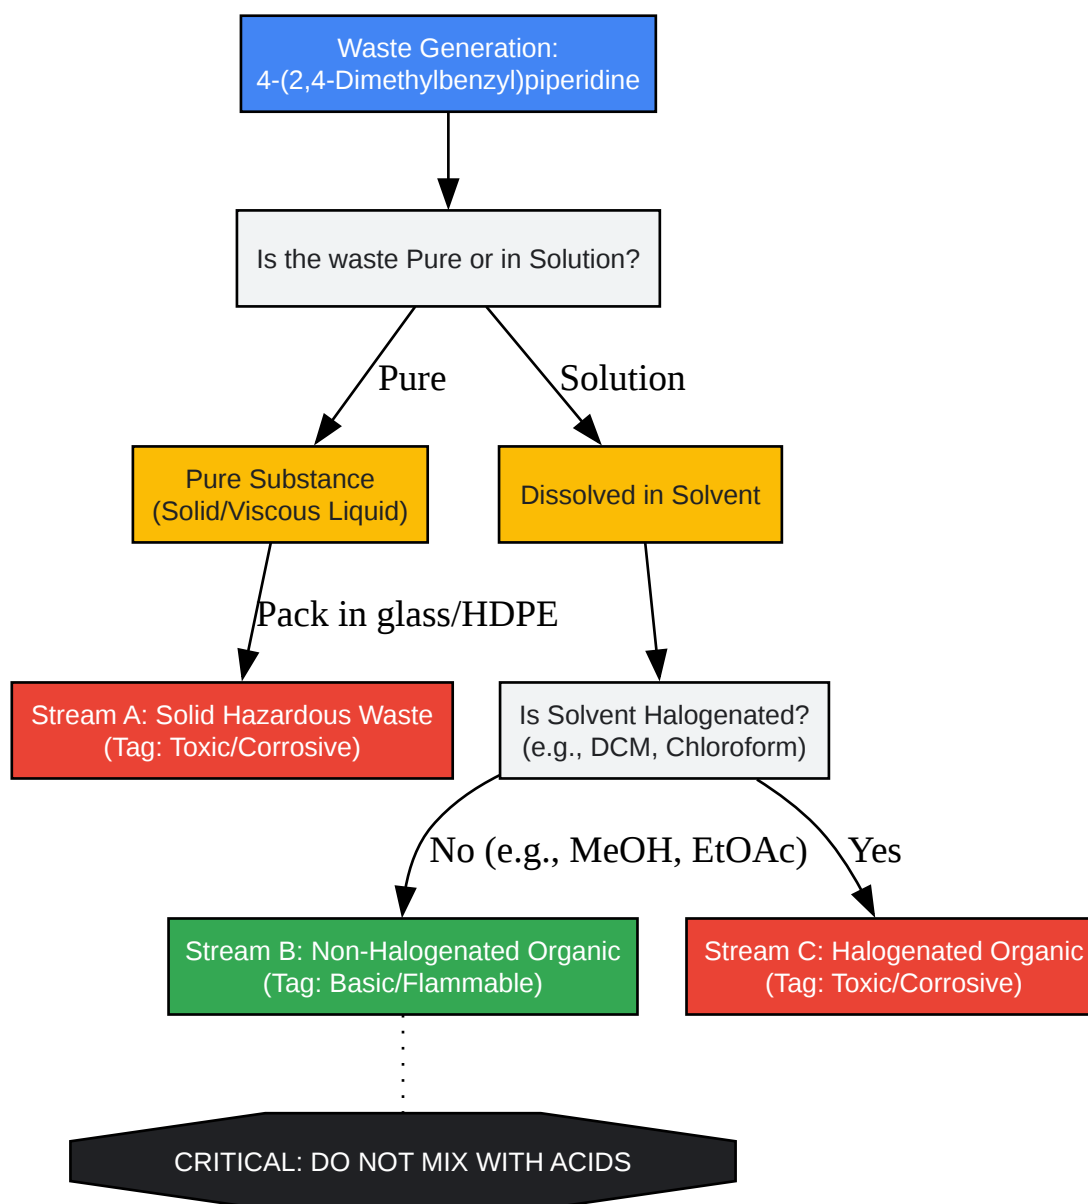 Waste Generation:
4-(2,4-Dimethylbenzyl)piperidine
Is the waste Pure or in Solution?
Pure
Solution
Pure Substance
(Solid/Viscous Liquid)
Dissolved in Solvent
Pack in glass/HDPE
Stream A: Solid Hazardous Waste
(Tag: Toxic/Corrosive)
Is Solvent Halogenated?
(e.g., DCM, Chloroform)
No (e.g., MeOH, EtOAc)
Yes
Stream B: Non-Halogenated Organic
(Tag: Basic/Flammable)
Stream C: Halogenated Organic
(Tag: Toxic/Corrosive)
CRITICAL: DO NOT MIX WITH ACIDS